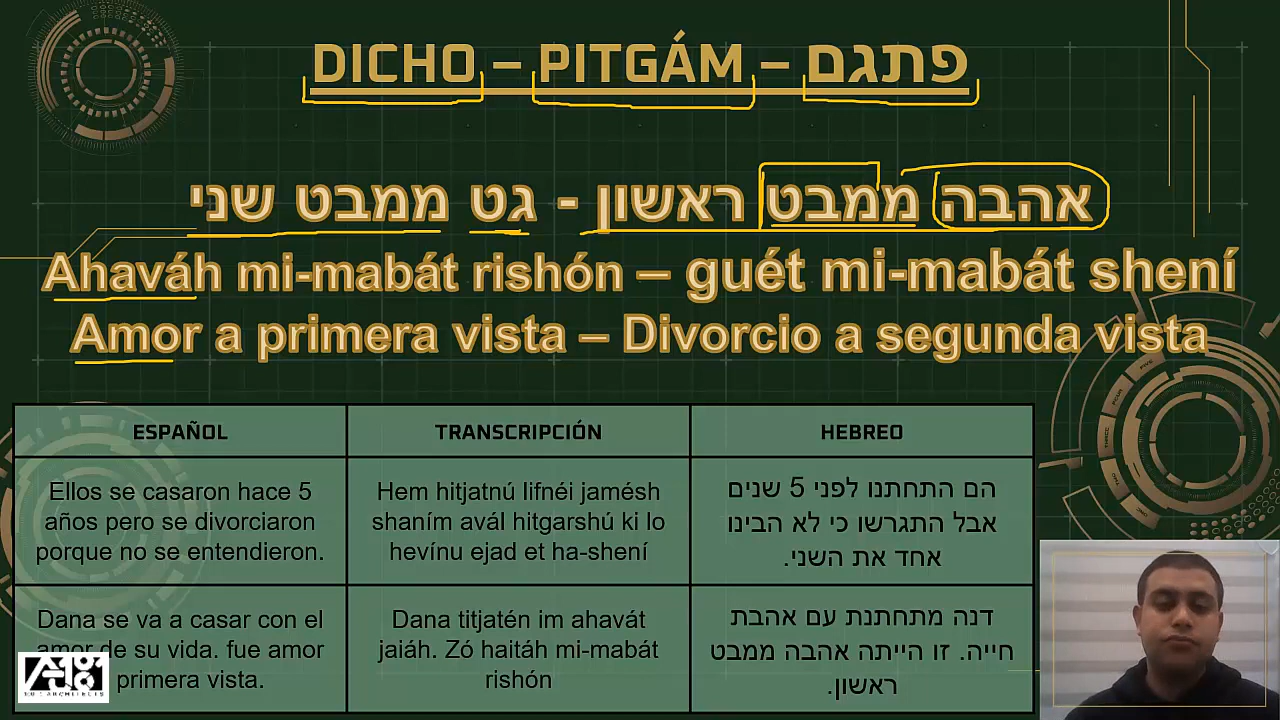 DICHO – PITGÁM – פתגם
אהבה ממבט ראשון - גט ממבט שני
Ahaváh mi-mabát rishón – guét mi-mabát shení
Amor a primera vista – Divorcio a segunda vista
ESPAÑOL
TRANSCRIPCIÓN
HEBREO
Ellos se casaron hace 5
años pero se divorciaron
porque no se entendieron.
Hem hitjatnú lifnéi jamésh
shaním avál hitgarshú ki lo
hevínu ejad et ha-shení
הם התחתנו לפני 5 שנים
אבל התגרשו כי לא הבינו
אחד את השני.
Dana se va a casar con el
amor de su vida. fue amor
primera vista.
Dana titjatén im ahavát
jaiáh. Zó haitáh mi-mabát
rishón
דנה מתחתנת עם אהבת
חייה. זו הייתה אהבה ממבט
ראשון.